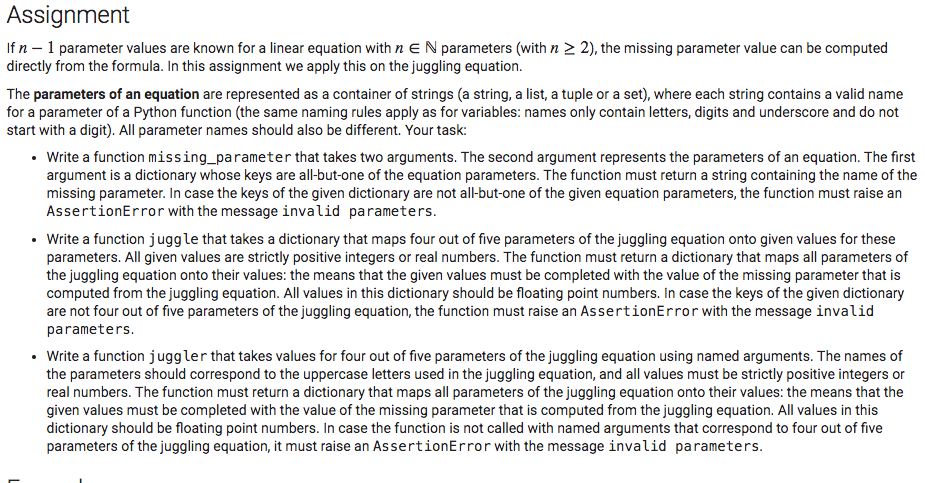 Assignment
If n − 1 parameter values are known for a linear equation with n ∈ ℕ parameters (with n ≥ 2), the missing parameter value can be computed
directly from the formula. In this assignment we apply this on the juggling equation.
The parameters of an equation are represented as a container of strings (a string, a list, a tuple or a set), where each string contains a valid name
for a parameter of a Python function (the same naming rules apply as for variables: names only contain letters, digits and underscore and do not
start with a digit). All parameter names should also be different. Your task:
• Write a function missing_parameter that takes two arguments. The second argument represents the parameters of an equation. The first
argument is a dictionary whose keys are all-but-one of the equation parameters. The function must return a string containing the name of the
missing parameter. In case the keys of the given dictionary are not all-but-one of the given equation parameters, the function must raise an
AssertionError with the message invalid parameters.
• Write a function juggle that takes a dictionary that maps four out of five parameters of the juggling equation onto given values for these
parameters. All given values are strictly positive integers or real numbers. The function must return a dictionary that maps all parameters of
the juggling equation onto their values: the means that the given values must be completed with the value of the missing parameter that is
computed from the juggling equation. All values in this dictionary should be floating point numbers. In case the keys of the given dictionary
are not four out of five parameters of the juggling equation, the function must raise an AssertionError with the message invalid
parameters.
• Write a function juggler that takes values for four out of five parameters of the juggling equation using named arguments. The names of
the parameters should correspond to the uppercase letters used in the juggling equation, and all values must be strictly positive integers or
real numbers. The function must return a dictionary that maps all parameters of the juggling equation onto their values: the means that the
given values must be completed with the value of the missing parameter that is computed from the juggling equation. All values in this
dictionary should be floating point numbers. In case the function is not called with named arguments that correspond to four out of five
parameters of the juggling equation, it must raise an AssertionError with the message invalid parameters.